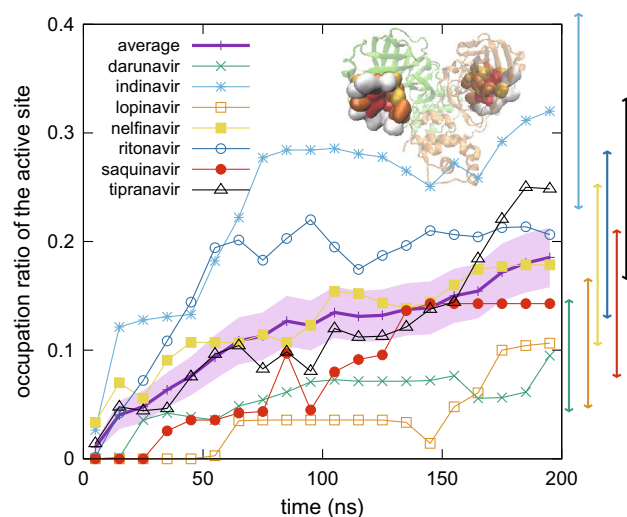 occupation ratio of the active site
0.4
0.3
0.2
0.1
0
average
darunavir
indinavir
lopinavir
nelfinavir
ritonavir
saquinavir
tipranavir
0 50 100 150 200
time (ns)